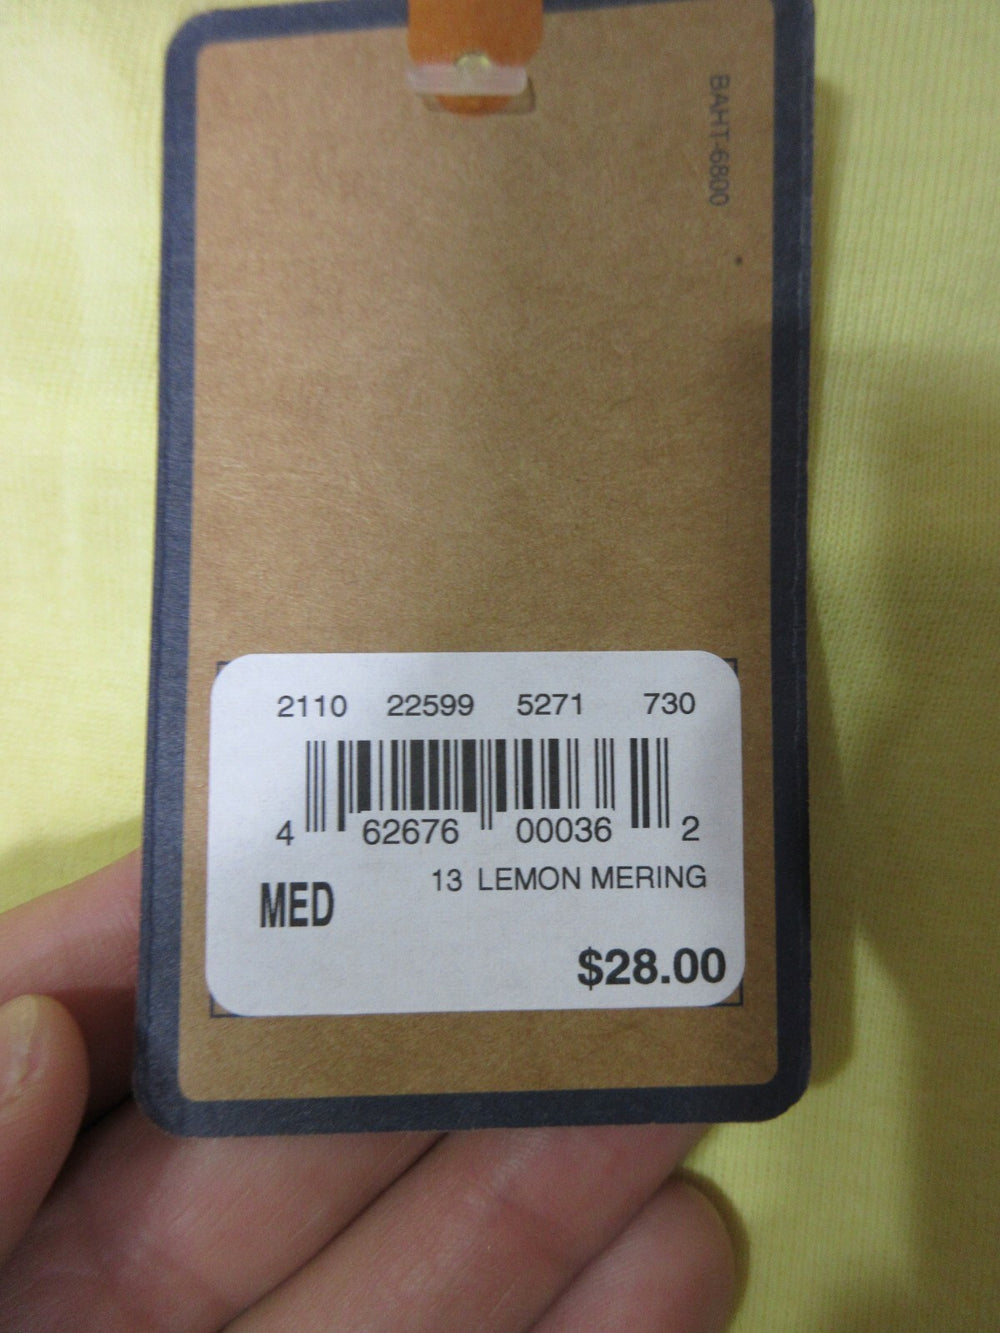 BAHT-6800
2110 22599 5271 730
4 62676 00036 2
13 LEMON MERING
MED
$28.00